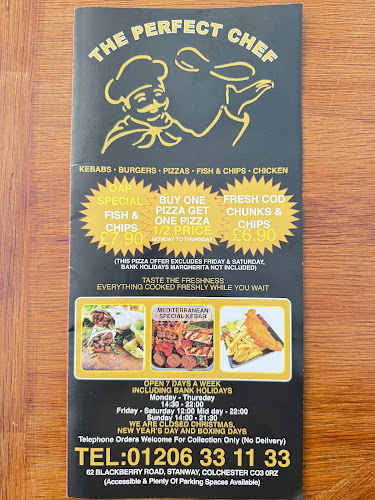 THE PERFECT CHEF
KEBABS · BURGERS · PIZZAS · FISH & CHIPS · CHICKEN
OAP
SPECIAL
FISH &
CHIPS
£7.90
BUY ONE
PIZZA GET
ONE PIZZA
1/2 PRICE
MONDAY TO THURSDAY
FRESH COD
CHUNKS &
CHIPS
£6.90
(THIS PIZZA OFFER EXCLUDES FRIDAY & SATURDAY,
BANK HOLIDAYS MARGHERITA NOT INCLUDED)
TASTE THE FRESHNESS
EVERYTHING COOKED FRESHLY WHILE YOU WAIT
MEDITERRANEAN
SPECIAL KEBAB
OPEN 7 DAYS A WEEK
INCLUDING BANK HOLIDAYS
Monday - Thursday
14:30 - 22:00
Friday - Saturday 12:00 Mid day - 22:00
Sunday 14:00 - 21:30
WE ARE CLOSED CHRISTMAS,
NEW YEAR'S DAY AND BOXING DAYS
Telephone Orders Welcome For Collection Only (No Delivery)
TEL:01206 33 11 33
62 BLACKBERRY ROAD, STANWAY, COLCHESTER CO3 0RZ
(Accessible & Plenty Of Parking Spaces Available)